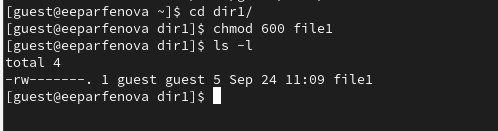 [guest@eeparfenova ~]$ cd dir1/
[guest@eeparfenova dir1]$ chmod 600 file1
[guest@eeparfenova dir1]$ ls -l
total 4
-rw-------. 1 guest guest 5 Sep 24 11:09 file1
[guest@eeparfenova dir1]$